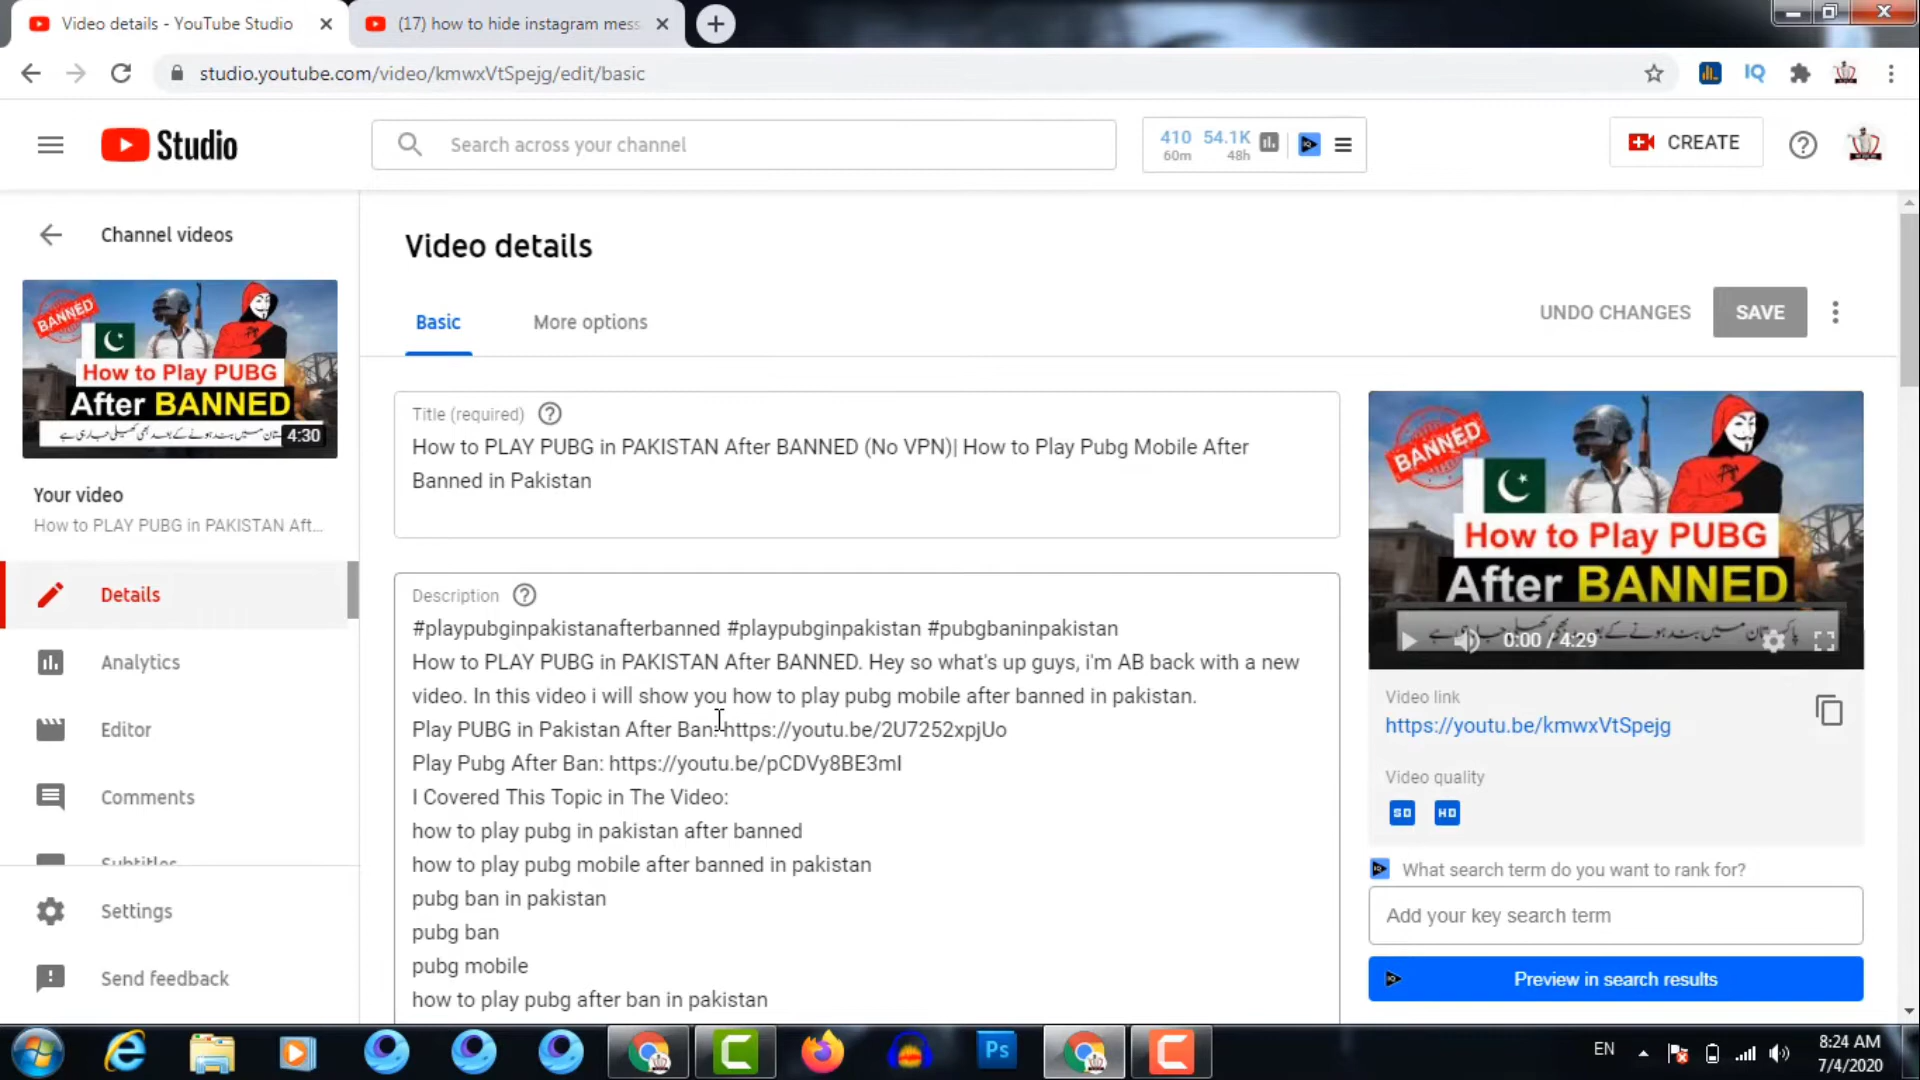 Video details - YouTube Studio
(17) how to hide instagram mess
studio.youtube.com/video/kmwxVtSpejg/edit/basic
IQ
Studio
Search across your channel
410 54.1K
60m 48h
CREATE
Channel videos
BANNED
How to Play PUBG
After BANNED
4:30
Your video
How to PLAY PUBG in PAKISTAN Aft...
Details
Analytics
Editor
Comments
Subtitles
Settings
Send feedback
Video details
Basic
More options
UNDO CHANGES
SAVE
Title (required)
How to PLAY PUBG in PAKISTAN After BANNED (No VPN)| How to Play Pubg Mobile After
Banned in Pakistan
Description
#playpubginpakistanafterbanned #playpubginpakistan #pubgbaninpakistan
How to PLAY PUBG in PAKISTAN After BANNED. Hey so what's up guys, i'm AB back with a new
video. In this video i will show you how to play pubg mobile after banned in pakistan.
Play PUBG in Pakistan After Ban: https://youtu.be/2U7252xpjUo
Play Pubg After Ban: https://youtu.be/pCDVy8BE3mI
I Covered This Topic in The Video:
how to play pubg in pakistan after banned
how to play pubg mobile after banned in pakistan
pubg ban in pakistan
pubg ban
pubg mobile
how to play pubg after ban in pakistan
BANNED
How to Play PUBG
After BANNED
0:00 / 4:29
Video link
https://youtu.be/kmwxVtSpejg
Video quality
SD HD
What search term do you want to rank for?
Add your key search term
Preview in search results
Ps
EN
8:24 AM
7/4/2020